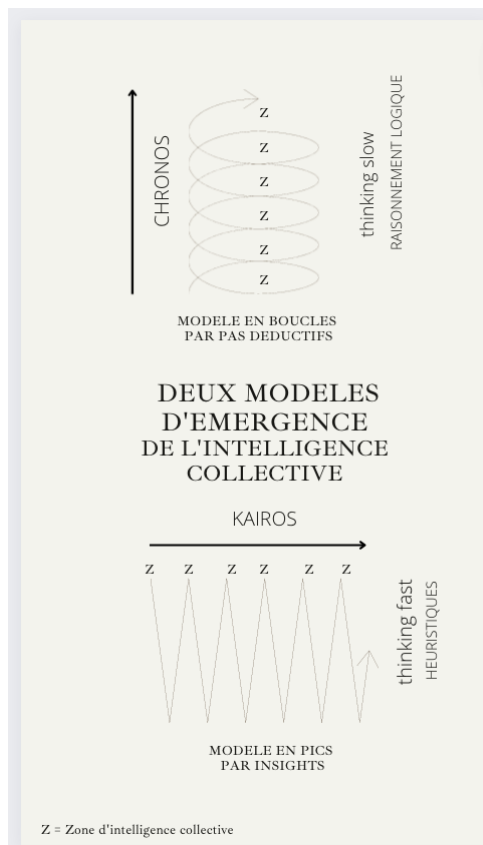 CHRONOS
Z
Z
Z
Z
Z
Z
thinking slow
RAISONNEMENT LOGIQUE
MODELE EN BOUCLES
PAR PAS DEDUCTIFS
DEUX MODELES
D'EMERGENCE
DE L'INTELLIGENCE
COLLECTIVE
KAIROS
Z Z Z Z Z Z
thinking fast
HEURISTIQUES
MODELE EN PICS
PAR INSIGHTS
Z = Zone d'intelligence collective